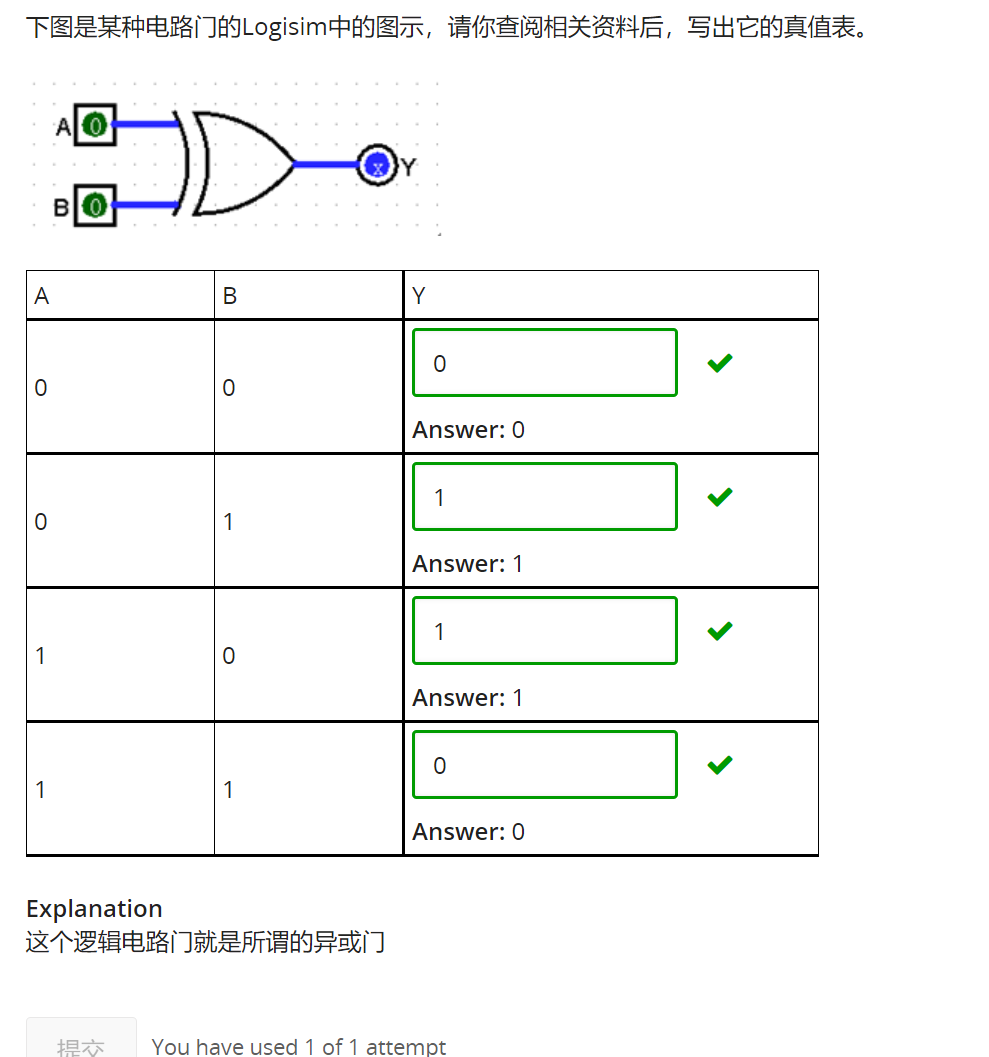 下图是某种电路门的Logisim中的图示，请你查阅相关资料后，写出它的真值表。
A 0
x Y
B 0
A B Y
0 0 0
Answer: 0
0 1 1
Answer: 1
1 0 1
Answer: 1
1 1 0
Answer: 0
Explanation
这个逻辑电路门就是所谓的异或门
提交 You have used 1 of 1 attempt